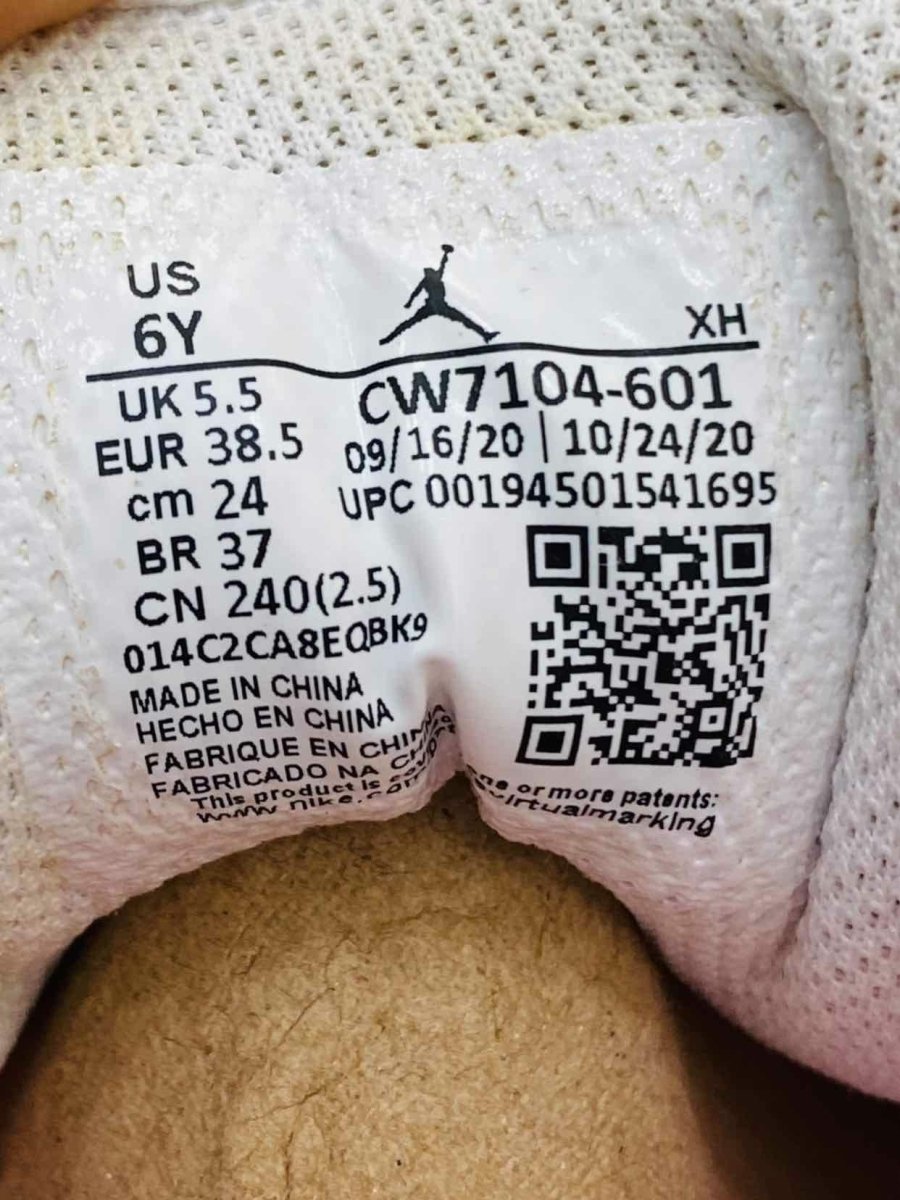 US
6Y
XH
UK 5.5
EUR 38.5
cm 24
BR 37
CN 240(2.5)
014C2CA8EQBK9
MADE IN CHINA
HECHO EN CHINA
FABRIQUE EN CHINA
FABRICADO NA
This product is
www.nike.com
CW7104-601
09/16/20 | 10/24/20
UPC 00194501541695
or more patents:
virtualmarking